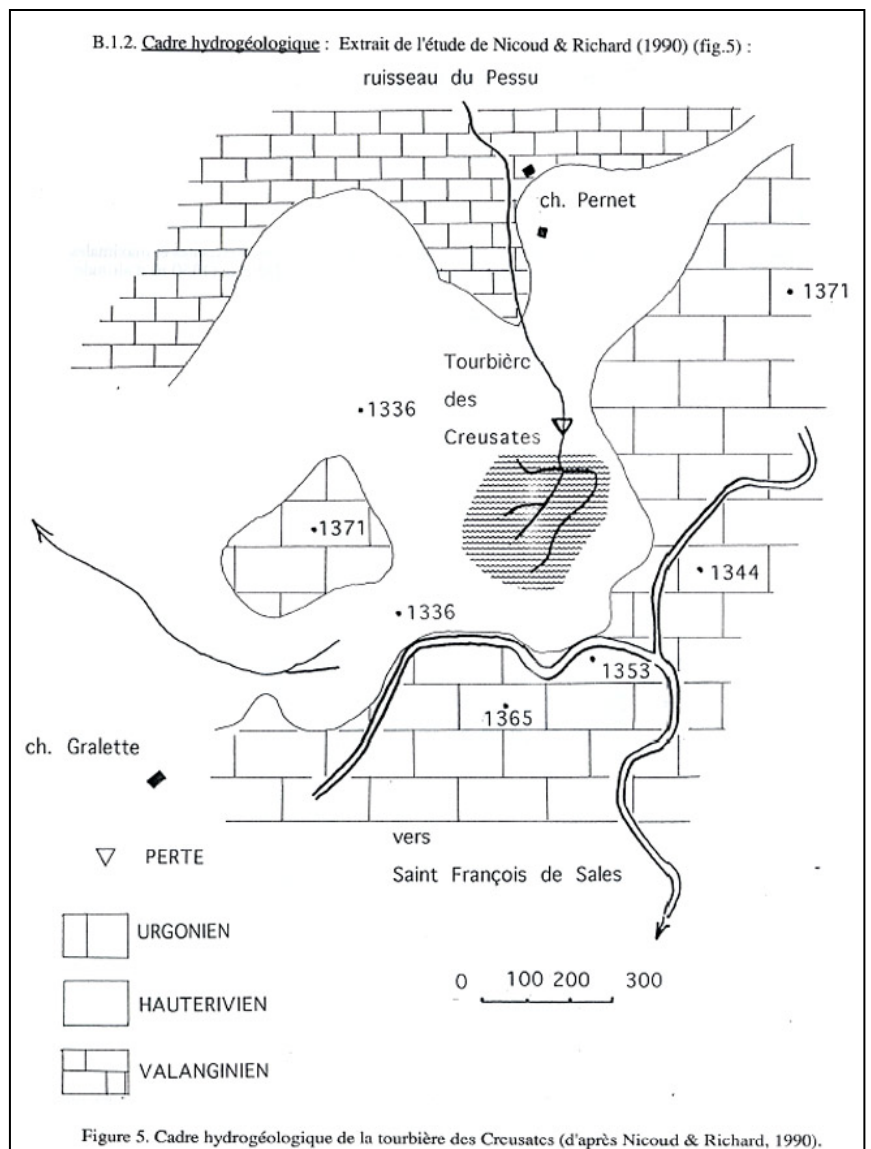 B.1.2. Cadre hydrogéologique : Extrait de l'étude de Nicoud & Richard (1990) (fig.5) :
ruisseau du Pessu
ch. Pernet
1371
Tourbière
des
Creusates
1336
1371
1344
1336
1353
1365
ch. Gralette
vers
Saint François de Sales
PERTE
URGONIEN
0 100 200 300
HAUTERIVIEN
VALANGINIEN
Figure 5. Cadre hydrogéologique de la tourbière des Creusates (d'après Nicoud & Richard, 1990).